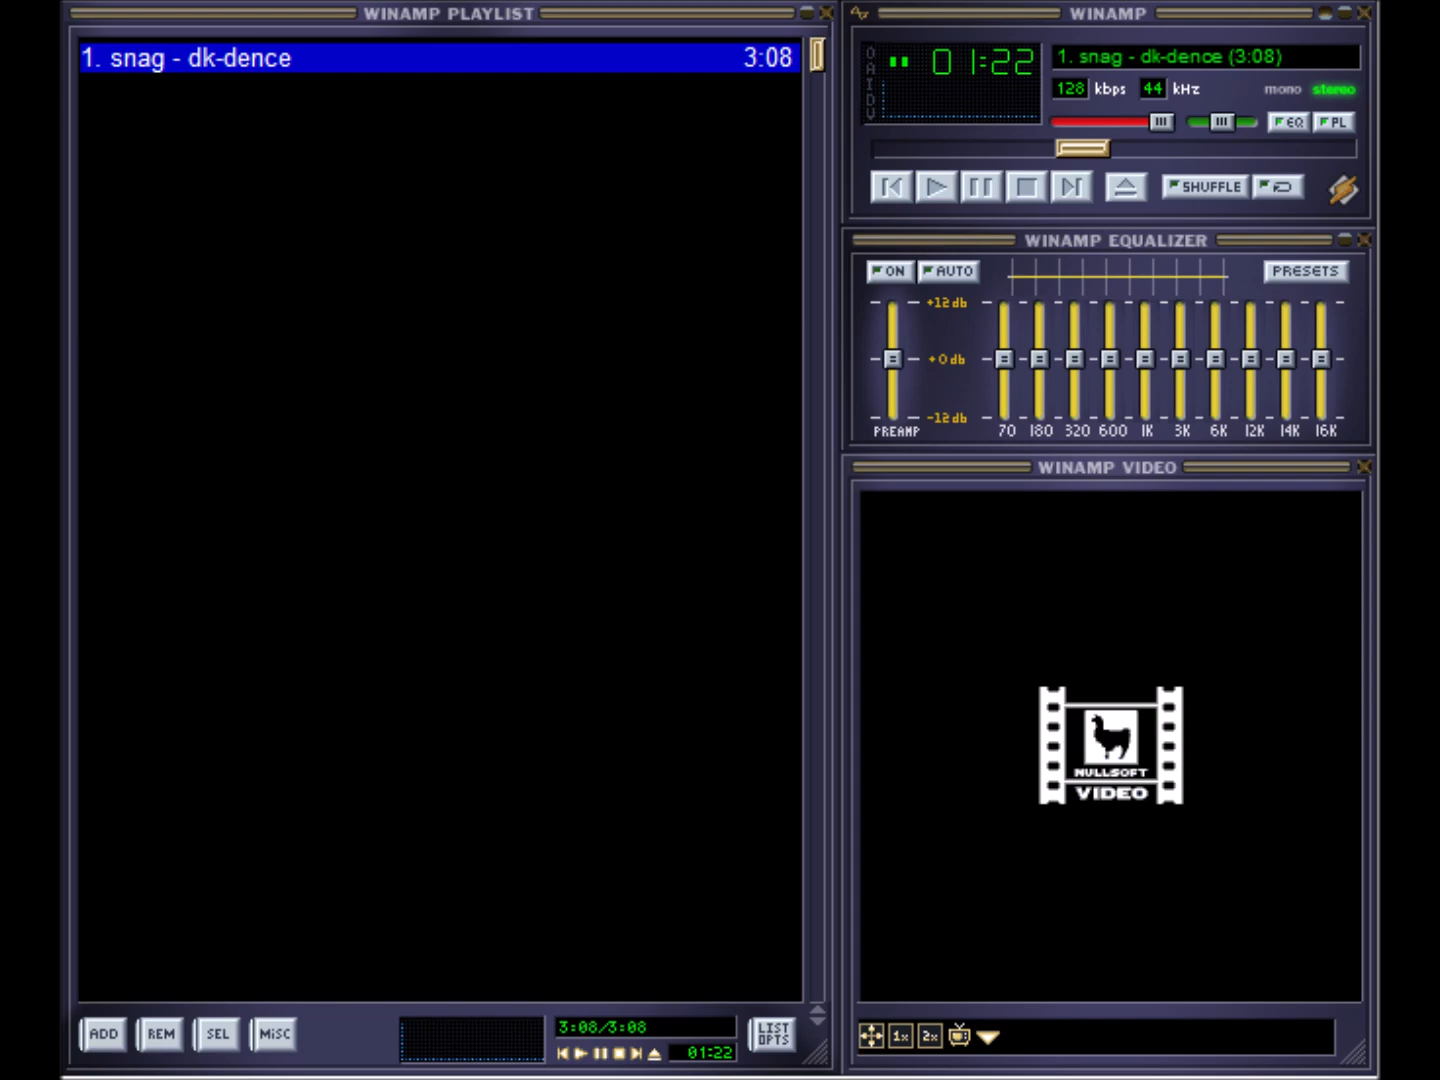 WINAMP PLAYLIST
1. snag - dk-dence 3:08
ADD REM SEL MISC
3:08/3:08
01:22
LIST OPTS
WINAMP
O A I D V
01:22
1. snag - dk-dence (3:08)
128 kbps 44 kHz mono stereo
EQ PL
SHUFFLE
WINAMP EQUALIZER
ON AUTO PRESETS
+12 db
+0 db
-12 db
PREAMP 70 180 320 600 1K 3K 6K 12K 14K 16K
WINAMP VIDEO
NULLSOFT
VIDEO
1x 2x